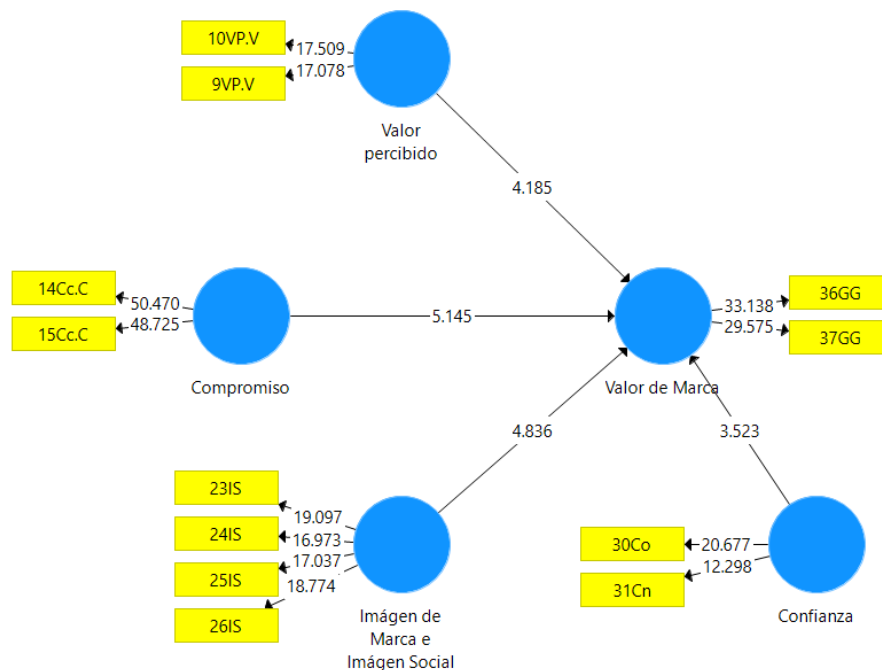 10VP.V
17.509
17.078
9VP.V
Valor
percibido
4.185
14Cc.C
50.470
48.725
15Cc.C
Compromiso
5.145
33.138
36GG
29.575
37GG
Valor de Marca
4.836
3.523
23IS
19.097
24IS
16.973
17.037
25IS
18.774
26IS
Imágen de
Marca e
Imágen Social
30Co
20.677
12.298
31Cn
Confianza